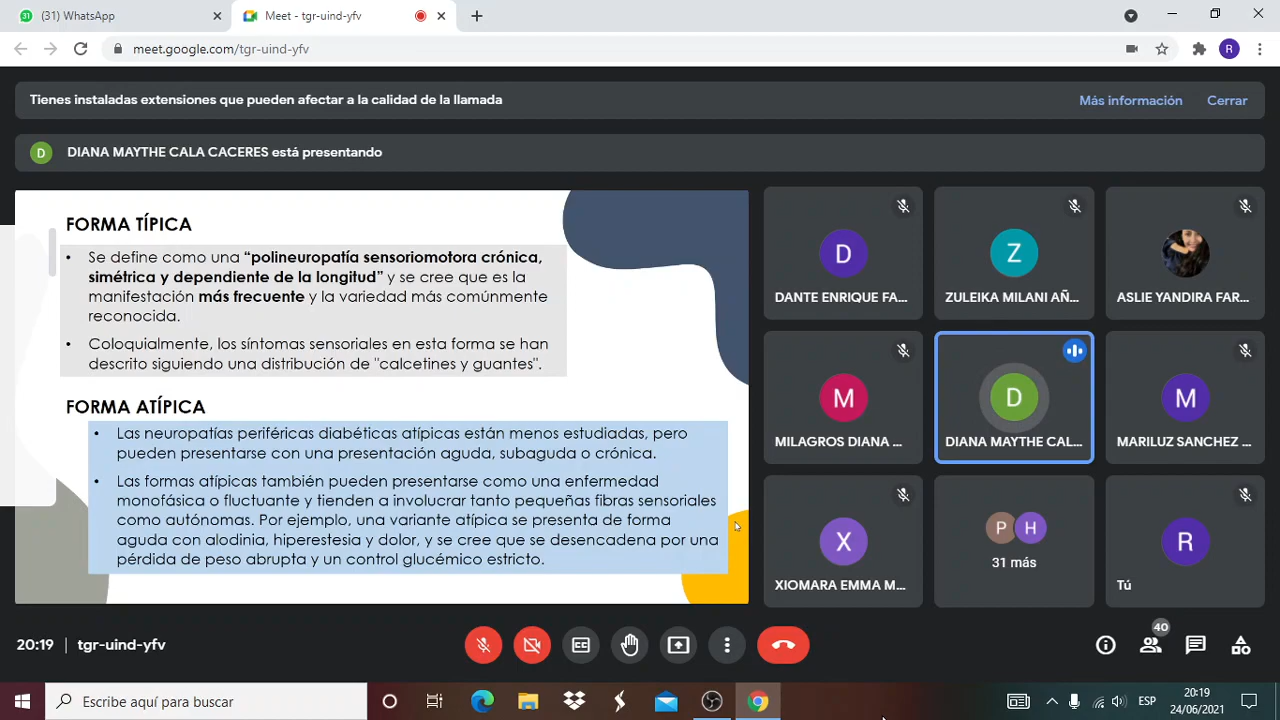 (31) WhatsApp
Meet - tgr-uind-yfv
meet.google.com/tgr-uind-yfv
R
Tienes instaladas extensiones que pueden afectar a la calidad de la llamada
Más información
Cerrar
D
DIANA MAYTHE CALA CACERES está presentando
FORMA TÍPICA
• Se define como una “polineuropatía sensoriomotora crónica,
simétrica y dependiente de la longitud” y se cree que es la
manifestación más frecuente y la variedad más comúnmente
reconocida.
• Coloquialmente, los síntomas sensoriales en esta forma se han
descrito siguiendo una distribución de "calcetines y guantes".
FORMA ATÍPICA
• Las neuropatías periféricas diabéticas atípicas están menos estudiadas, pero
pueden presentarse con una presentación aguda, subaguda o crónica.
• Las formas atípicas también pueden presentarse como una enfermedad
monofásica o fluctuante y tienden a involucrar tanto pequeñas fibras sensoriales
como autónomas. Por ejemplo, una variante atípica se presenta de forma
aguda con alodinia, hiperestesia y dolor, y se cree que se desencadena por una
pérdida de peso abrupta y un control glucémico estricto.
D
DANTE ENRIQUE FA...
Z
ZULEIKA MILANI AÑ...
ASLIE YANDIRA FAR...
M
MILAGROS DIANA ...
D
DIANA MAYTHE CAL...
M
MARILUZ SANCHEZ ...
X
XIOMARA EMMA M...
P H
31 más
R
Tú
20:19 | tgr-uind-yfv
40
Escribe aquí para buscar
ESP
20:19
24/06/2021